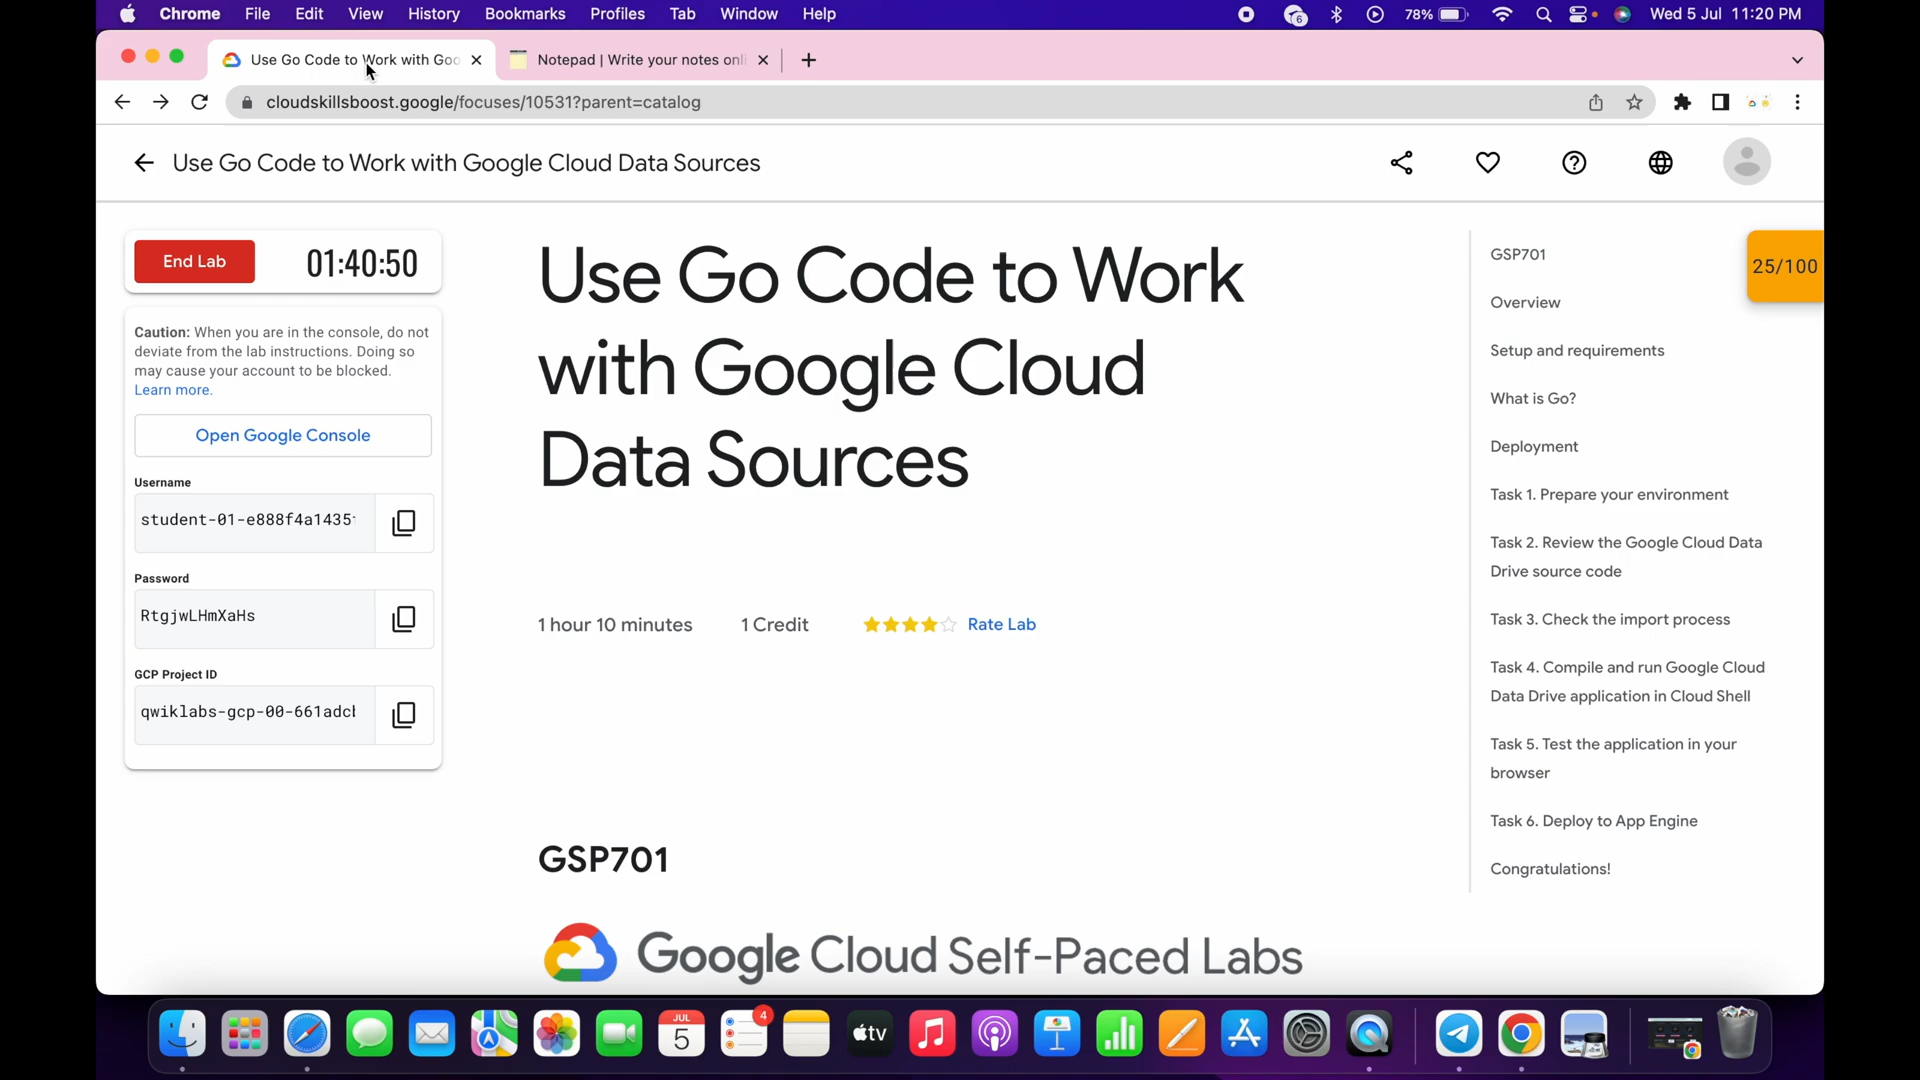 Chrome File Edit View History Bookmarks Profiles Tab Window Help 6 78% Wed 5 Jul 11:20 PM
Use Go Code to Work with Goo Notepad | Write your notes onli
cloudskillsboost.google/focuses/10531?parent=catalog
Use Go Code to Work with Google Cloud Data Sources
End Lab 01:40:50
Caution: When you are in the console, do not
deviate from the lab instructions. Doing so
may cause your account to be blocked.
Learn more.
Open Google Console
Username
student-01-e888f4a1435
Password
RtgjwLHmXaHs
GCP Project ID
qwiklabs-gcp-00-661adc
Use Go Code to Work
with Google Cloud
Data Sources
1 hour 10 minutes 1 Credit Rate Lab
GSP701
Google Cloud Self-Paced Labs
GSP701
Overview
Setup and requirements
What is Go?
Deployment
Task 1. Prepare your environment
Task 2. Review the Google Cloud Data
Drive source code
Task 3. Check the import process
Task 4. Compile and run Google Cloud
Data Drive application in Cloud Shell
Task 5. Test the application in your
browser
Task 6. Deploy to App Engine
Congratulations!
25/100
JUL
5
4
tv